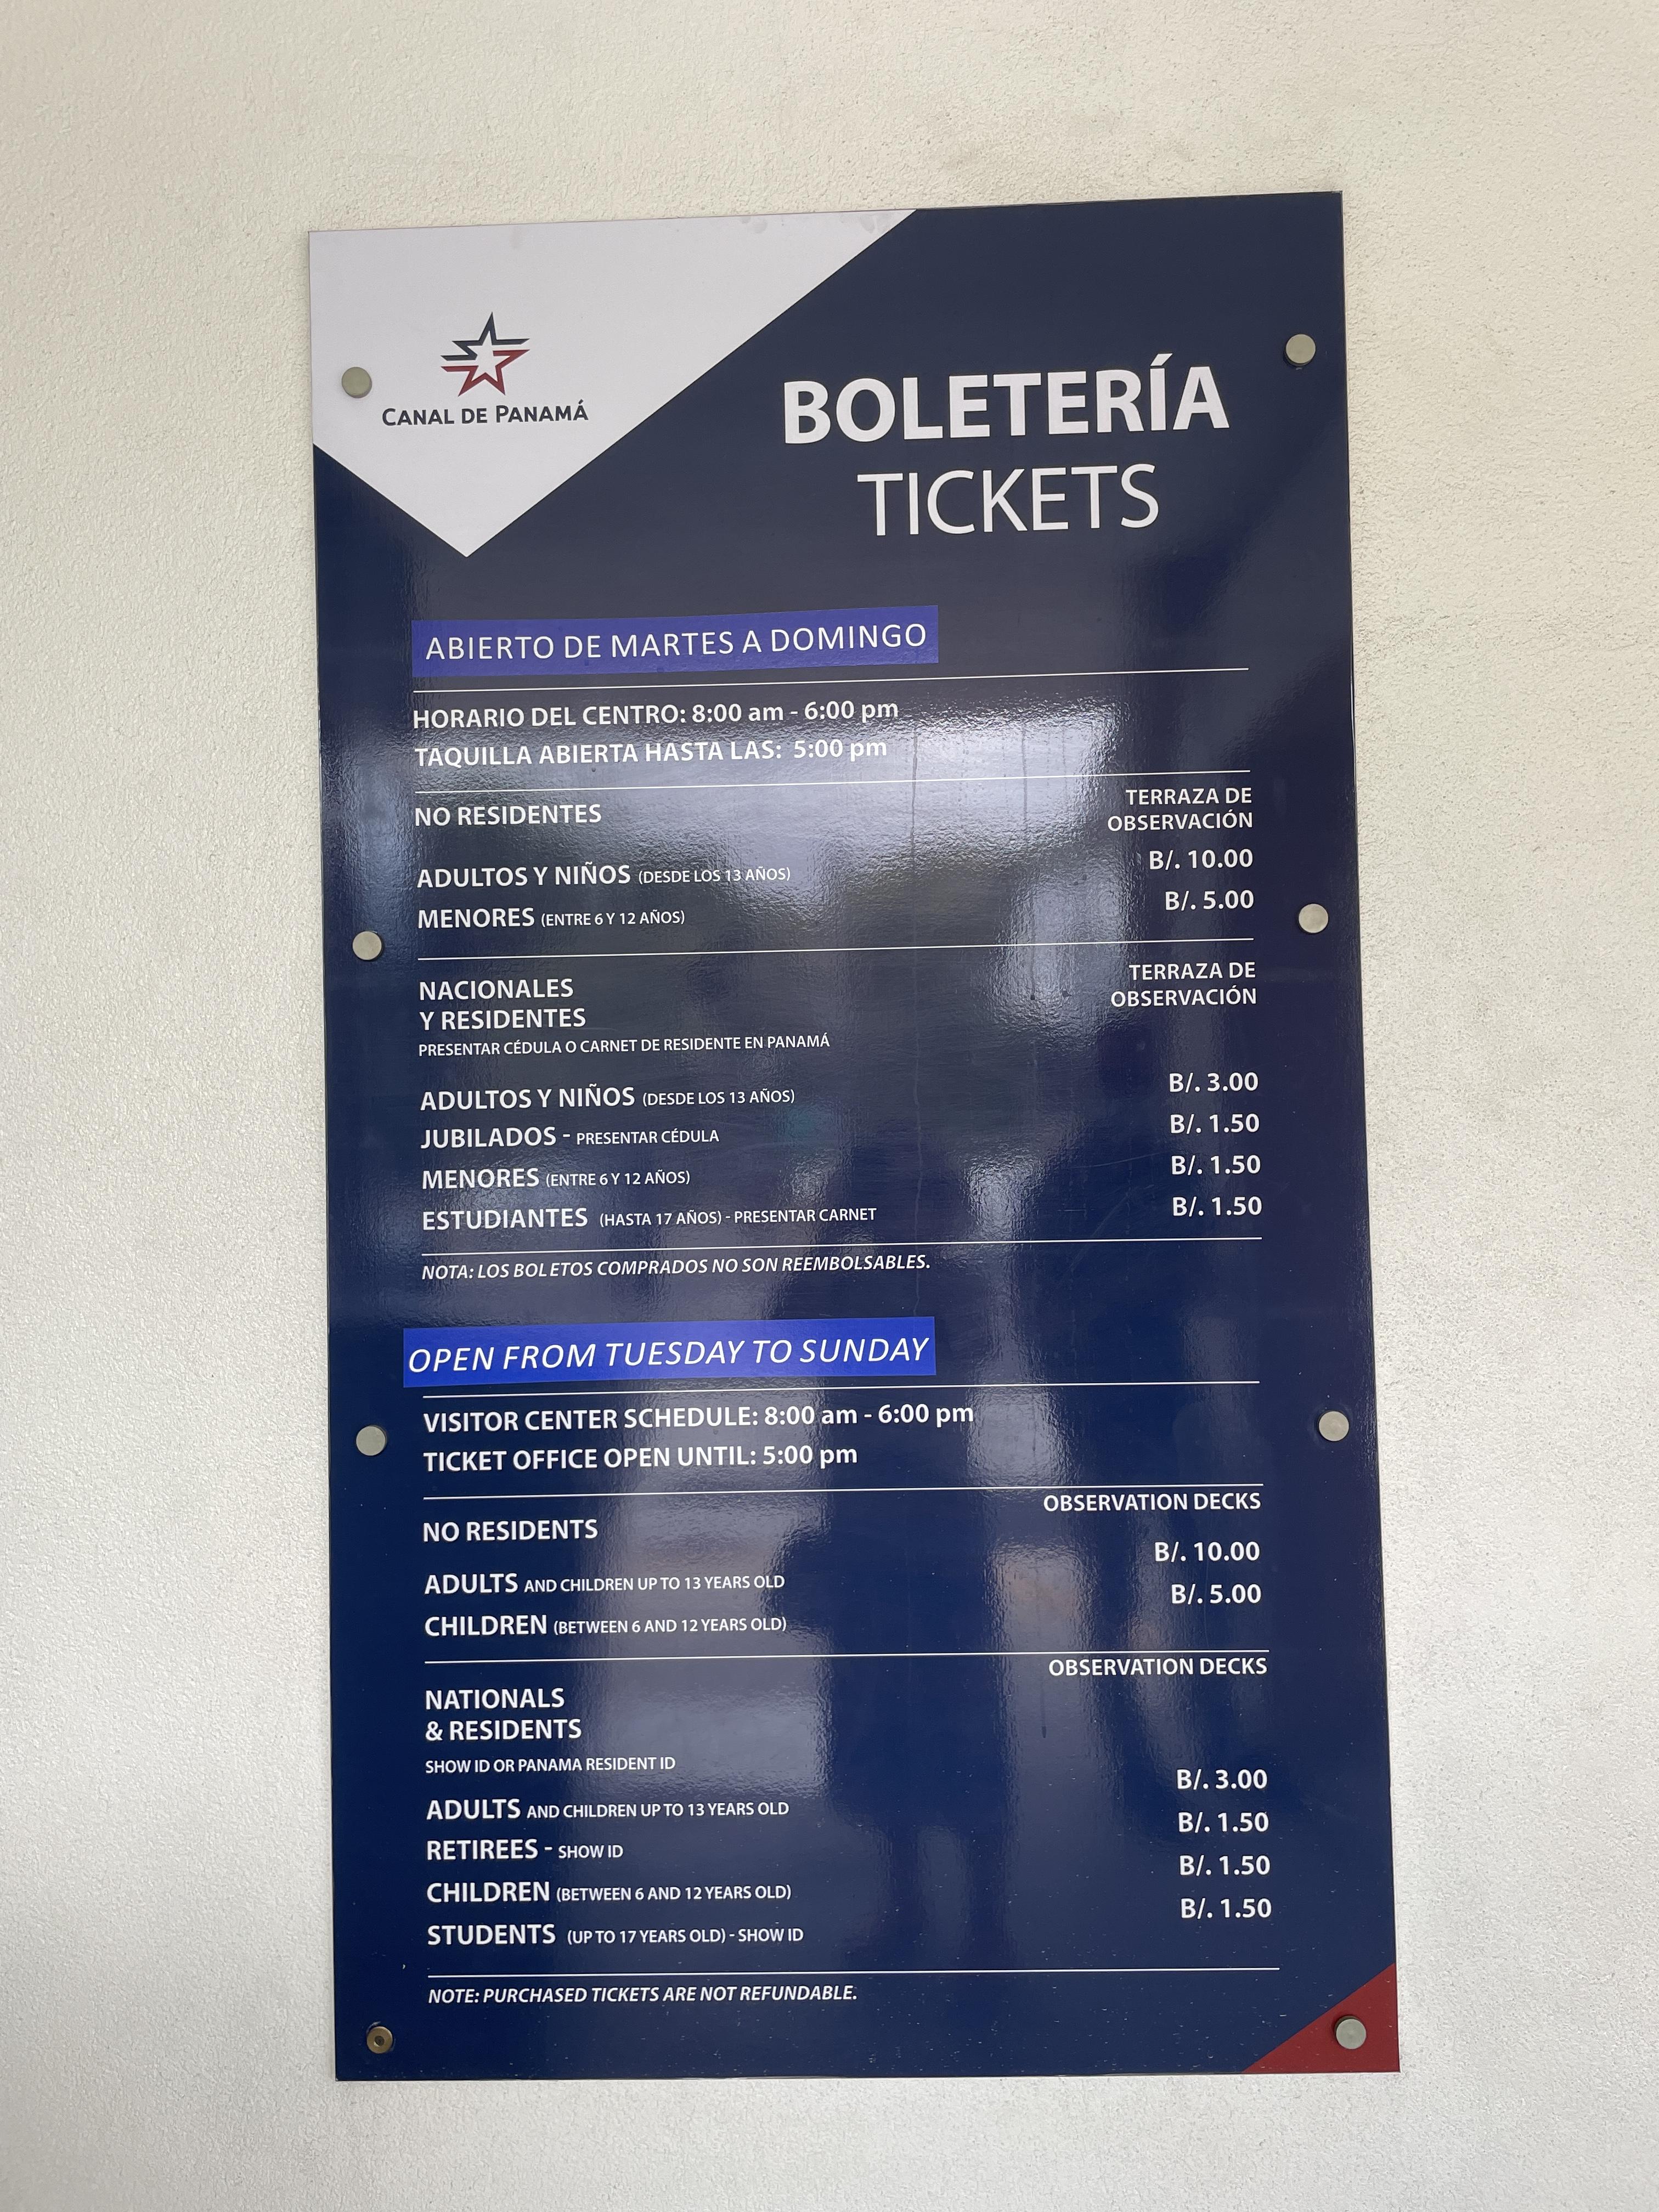 CANAL DE PANAMÁ
BOLETERÍA
TICKETS
ABIERTO DE MARTES A DOMINGO
HORARIO DEL CENTRO: 8:00 am - 6:00 pm
TAQUILLA ABIERTA HASTA LAS: 5:00 pm
NO RESIDENTES
TERRAZA DE
OBSERVACIÓN
ADULTOS Y NIÑOS (DESDE LOS 13 AÑOS) B/. 10.00
MENORES (ENTRE 6 Y 12 AÑOS) B/. 5.00
NACIONALES
Y RESIDENTES
TERRAZA DE
OBSERVACIÓN
PRESENTAR CÉDULA O CARNET DE RESIDENTE EN PANAMÁ
ADULTOS Y NIÑOS (DESDE LOS 13 AÑOS) B/. 3.00
JUBILADOS - PRESENTAR CÉDULA B/. 1.50
MENORES (ENTRE 6 Y 12 AÑOS) B/. 1.50
ESTUDIANTES (HASTA 17 AÑOS) - PRESENTAR CARNET B/. 1.50
NOTA: LOS BOLETOS COMPRADOS NO SON REEMBOLSABLES.
OPEN FROM TUESDAY TO SUNDAY
VISITOR CENTER SCHEDULE: 8:00 am - 6:00 pm
TICKET OFFICE OPEN UNTIL: 5:00 pm
OBSERVATION DECKS
NO RESIDENTS
ADULTS AND CHILDREN UP TO 13 YEARS OLD B/. 10.00
CHILDREN (BETWEEN 6 AND 12 YEARS OLD) B/. 5.00
OBSERVATION DECKS
NATIONALS
& RESIDENTS
SHOW ID OR PANAMA RESIDENT ID
ADULTS AND CHILDREN UP TO 13 YEARS OLD B/. 3.00
RETIREES - SHOW ID B/. 1.50
CHILDREN (BETWEEN 6 AND 12 YEARS OLD) B/. 1.50
STUDENTS (UP TO 17 YEARS OLD) - SHOW ID B/. 1.50
NOTE: PURCHASED TICKETS ARE NOT REFUNDABLE.